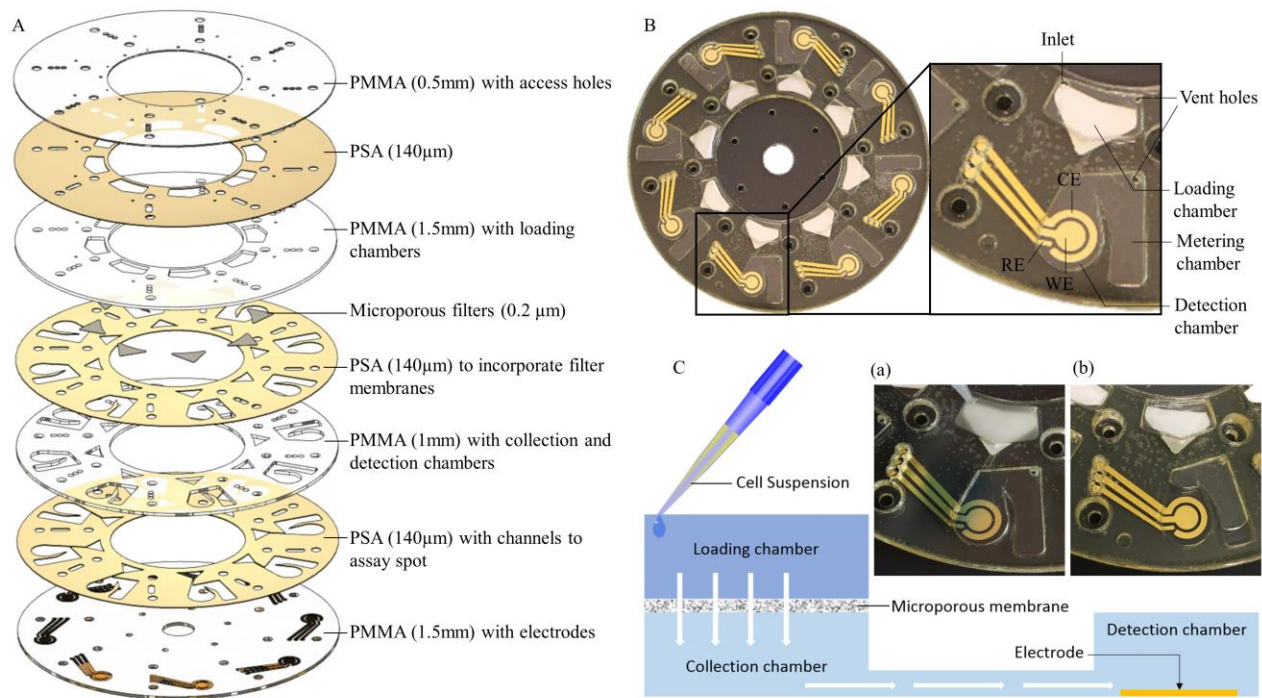 A
PMMA (0.5mm) with access holes
PSA (140µm)
PMMA (1.5mm) with loading
chambers
Microporous filters (0.2 µm)
PSA (140µm) to incorporate filter
membranes
PMMA (1mm) with collection and
detection chambers
PSA (140µm) with channels to
assay spot
PMMA (1.5mm) with electrodes
B
Inlet
Vent holes
CE
Loading
chamber
Metering
chamber
RE
WE
Detection
chamber
C
(a)
(b)
Cell Suspension
Loading chamber
Microporous membrane
Collection chamber
Detection chamber
Electrode